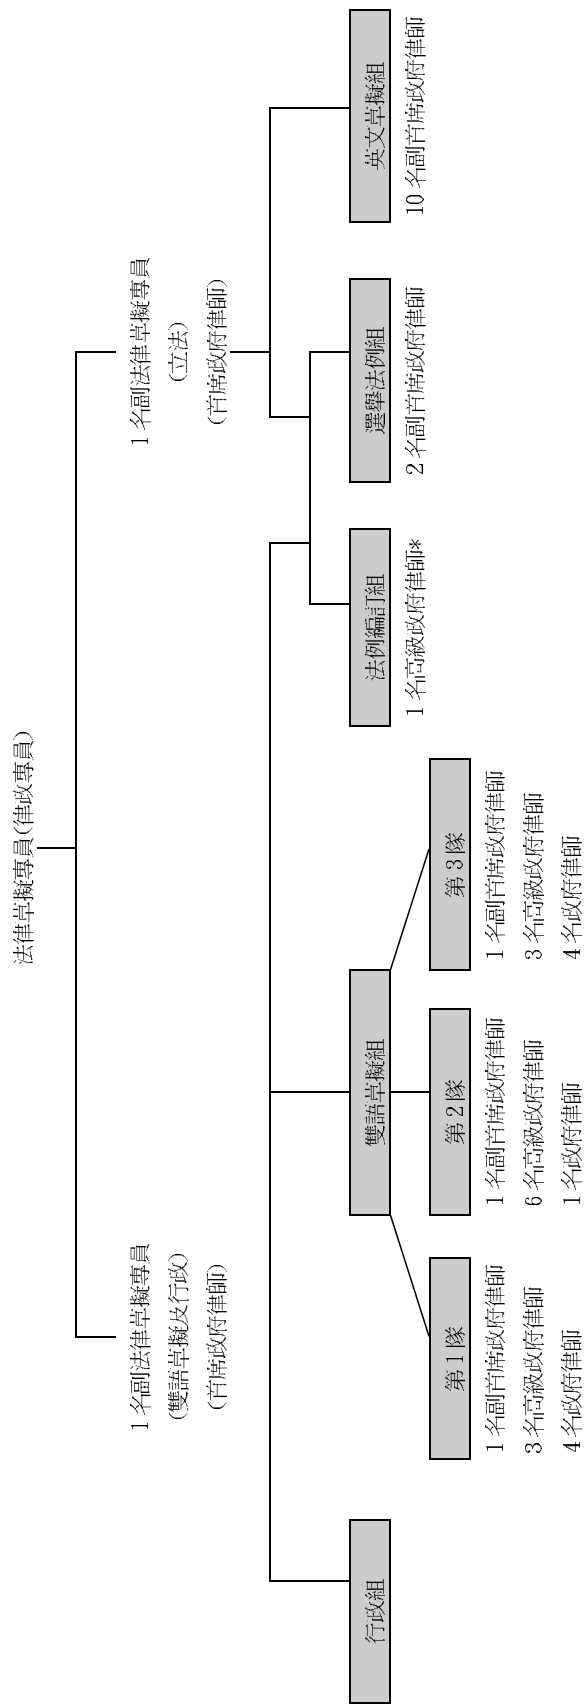 法律草擬專員(律政專員)
1名副法律草擬專員
(雙語草擬及行政)
(首席政府律師)
1名副法律草擬專員
(立法)
(首席政府律師)
行政組
雙語草擬組
法例編訂組
1名高級政府律師*
選舉法例組
2名副首席政府律師
英文草擬組
10名副首席政府律師
第1隊
1名副首席政府律師
3名高級政府律師
4名政府律師
第2隊
1名副首席政府律師
6名高級政府律師
1名政府律師
第3隊
1名副首席政府律師
3名高級政府律師
4名政府律師